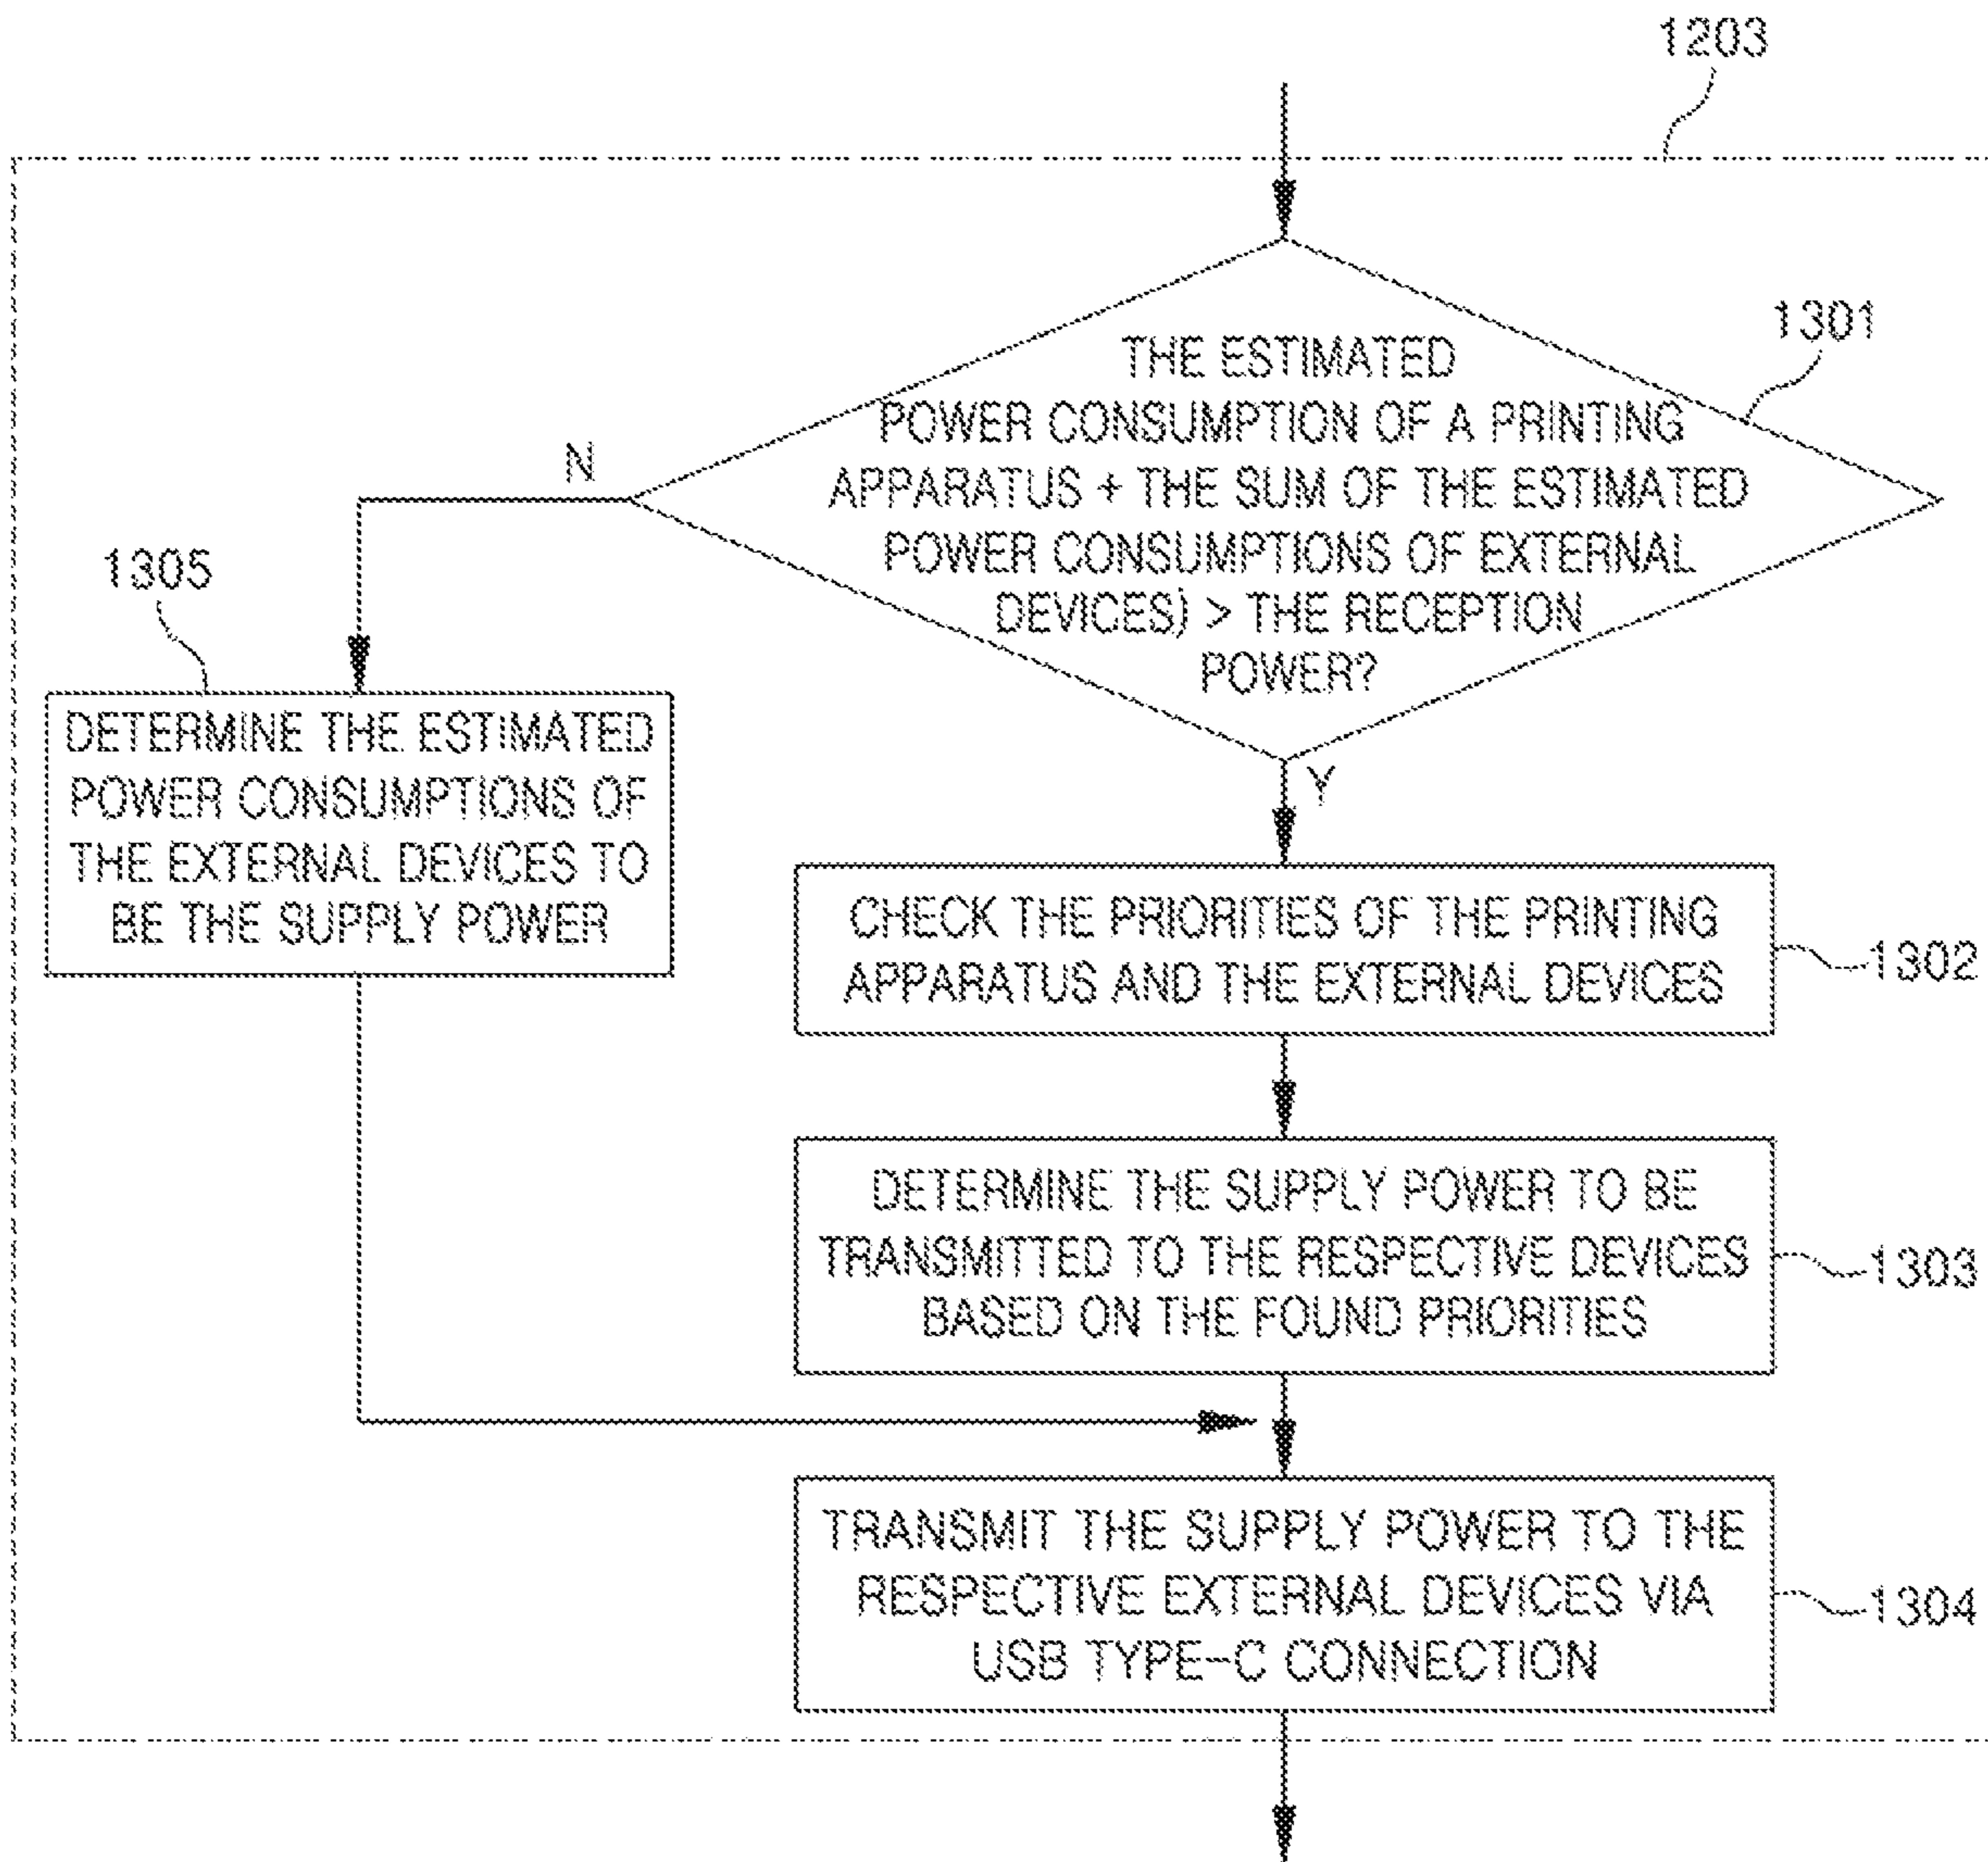 1203
1301
THE ESTIMATED
POWER CONSUMPTION OF A PRINTING
APPARATUS + THE SUM OF THE ESTIMATED
POWER CONSUMPTIONS OF EXTERNAL
DEVICES) > THE RECEPTION
POWER?
N
Y
1305
DETERMINE THE ESTIMATED
POWER CONSUMPTIONS OF
THE EXTERNAL DEVICES TO
BE THE SUPPLY POWER
CHECK THE PRIORITIES OF THE PRINTING
APPARATUS AND THE EXTERNAL DEVICES
1302
DETERMINE THE SUPPLY POWER TO BE
TRANSMITTED TO THE RESPECTIVE DEVICES
BASED ON THE FOUND PRIORITIES
1303
TRANSMIT THE SUPPLY POWER TO THE
RESPECTIVE EXTERNAL DEVICES VIA
USB TYPE-C CONNECTION
1304